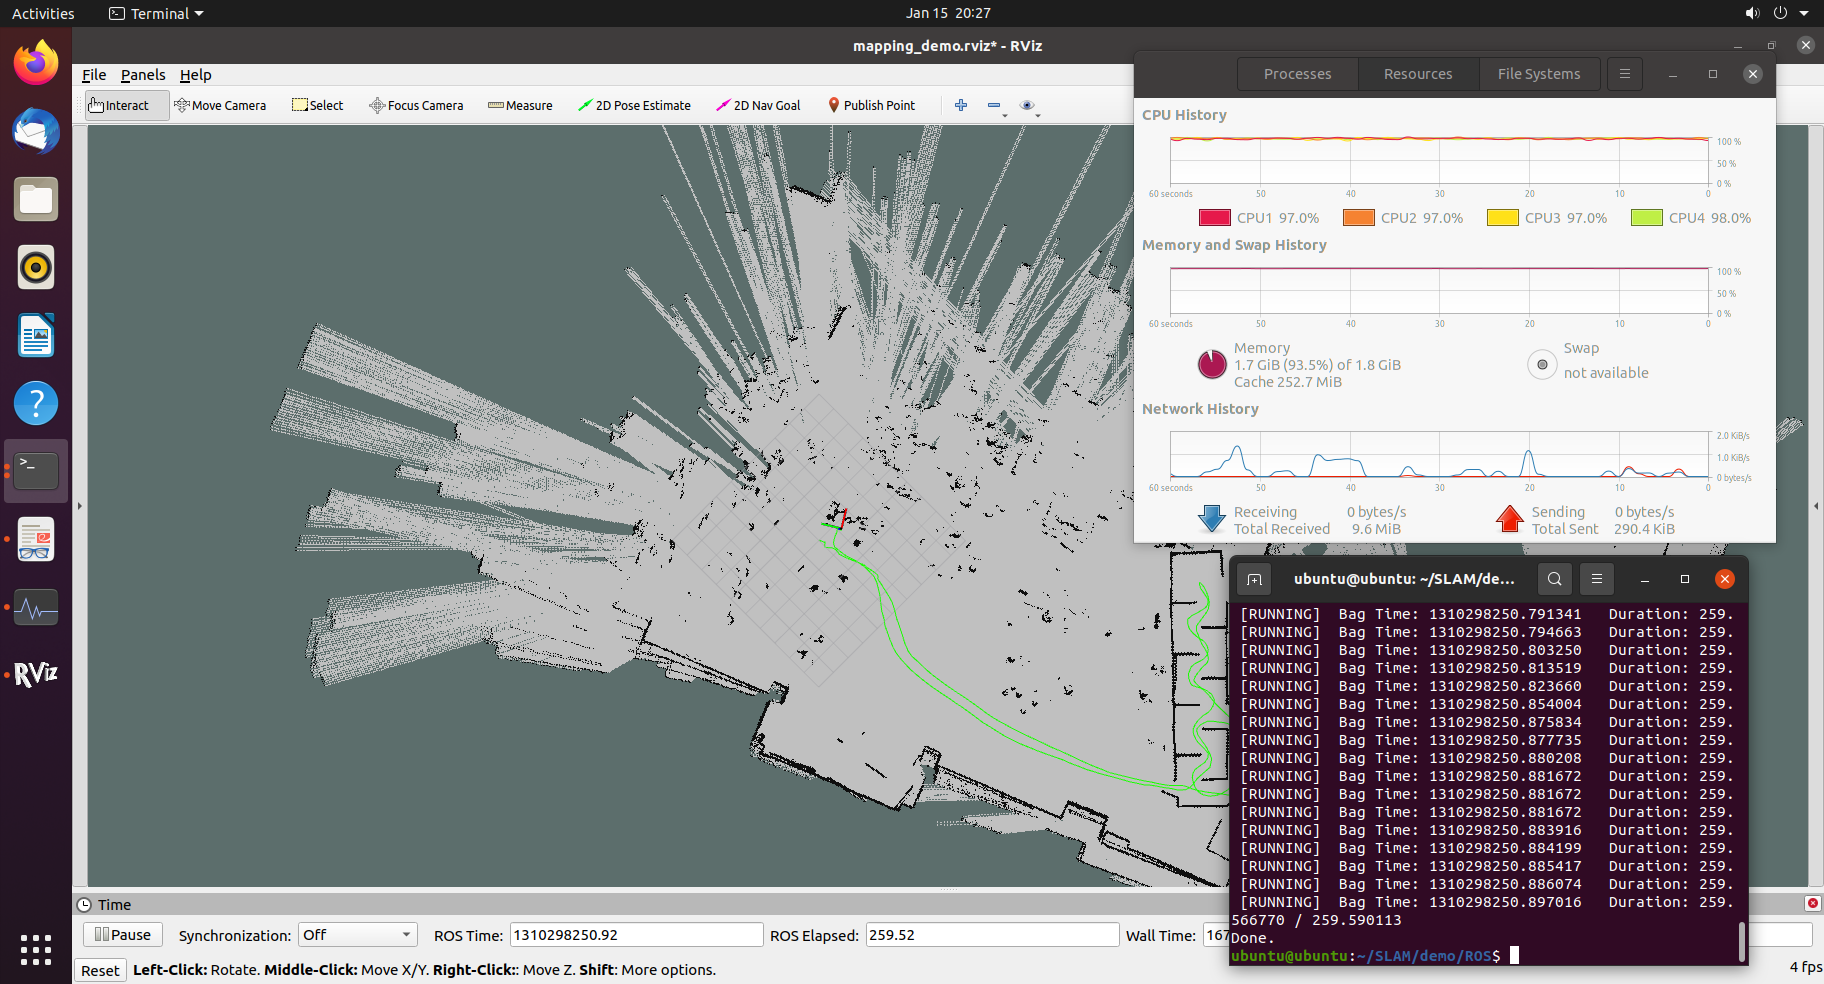 Activities
Terminal
Jan 15  20:27
mapping_demo.rviz* - RViz
File  Panels  Help
Interact  Move Camera  Select  Focus Camera  Measure  2D Pose Estimate  2D Nav Goal  Publish Point
Processes  Resources  File Systems
CPU History
100 %
50 %
0 %
60 seconds  50  40  30  20  10  0
CPU1 97.0%  CPU2 97.0%  CPU3 97.0%  CPU4 98.0%
Memory and Swap History
100 %
50 %
0 %
60 seconds  50  40  30  20  10  0
Memory
1.7 GiB (93.5%) of 1.8 GiB
Cache 252.7 MiB
Swap
not available
Network History
2.0 KiB/s
1.0 KiB/s
0 bytes/s
60 seconds  50  40  30  20  10  0
Receiving  0 bytes/s
Total Received  9.6 MiB
Sending  0 bytes/s
Total Sent  290.4 KiB
>_
?
RViz
ubuntu@ubuntu: ~/SLAM/de...
[RUNNING]  Bag Time: 1310298250.791341   Duration: 259.
[RUNNING]  Bag Time: 1310298250.794663   Duration: 259.
[RUNNING]  Bag Time: 1310298250.803250   Duration: 259.
[RUNNING]  Bag Time: 1310298250.813519   Duration: 259.
[RUNNING]  Bag Time: 1310298250.823660   Duration: 259.
[RUNNING]  Bag Time: 1310298250.854004   Duration: 259.
[RUNNING]  Bag Time: 1310298250.875834   Duration: 259.
[RUNNING]  Bag Time: 1310298250.877735   Duration: 259.
[RUNNING]  Bag Time: 1310298250.880208   Duration: 259.
[RUNNING]  Bag Time: 1310298250.881672   Duration: 259.
[RUNNING]  Bag Time: 1310298250.881672   Duration: 259.
[RUNNING]  Bag Time: 1310298250.881672   Duration: 259.
[RUNNING]  Bag Time: 1310298250.883916   Duration: 259.
[RUNNING]  Bag Time: 1310298250.884199   Duration: 259.
[RUNNING]  Bag Time: 1310298250.885417   Duration: 259.
[RUNNING]  Bag Time: 1310298250.886074   Duration: 259.
[RUNNING]  Bag Time: 1310298250.897016   Duration: 259.
566770 / 259.590113
Done.
ubuntu@ubuntu:~/SLAM/demo/ROS$
Time
Pause  Synchronization: Off  ROS Time: 1310298250.92  ROS Elapsed: 259.52  Wall Time: 167
Reset  Left-Click: Rotate. Middle-Click: Move X/Y. Right-Click:: Move Z. Shift: More options.  4 fps